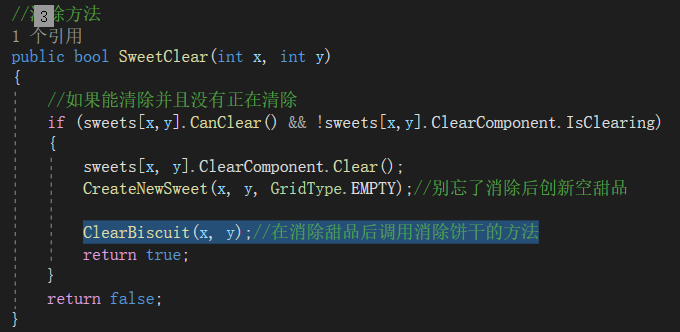 //除方法
3
1 个引用
public bool SweetClear(int x, int y)
{
//如果能清除并且没有正在清除
if (sweets[x,y].CanClear() && !sweets[x,y].ClearComponent.IsClearing)
{
sweets[x, y].ClearComponent.Clear();
CreateNewSweet(x, y, GridType.EMPTY);//别忘了消除后创新空甜品
ClearBiscuit(x, y);//在消除甜品后调用消除饼干的方法
return true;
}
return false;
}